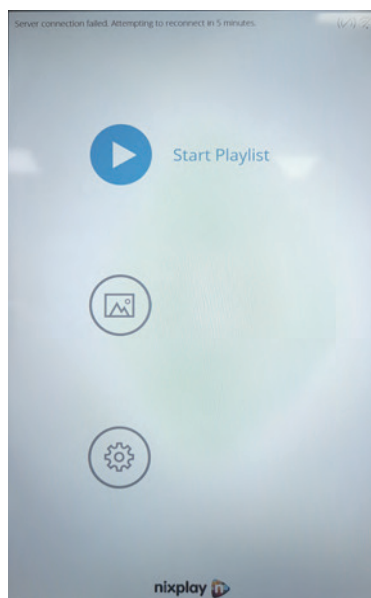 Server connection failed. Attempting to reconnect in 5 minutes.
Start Playlist
nixplay